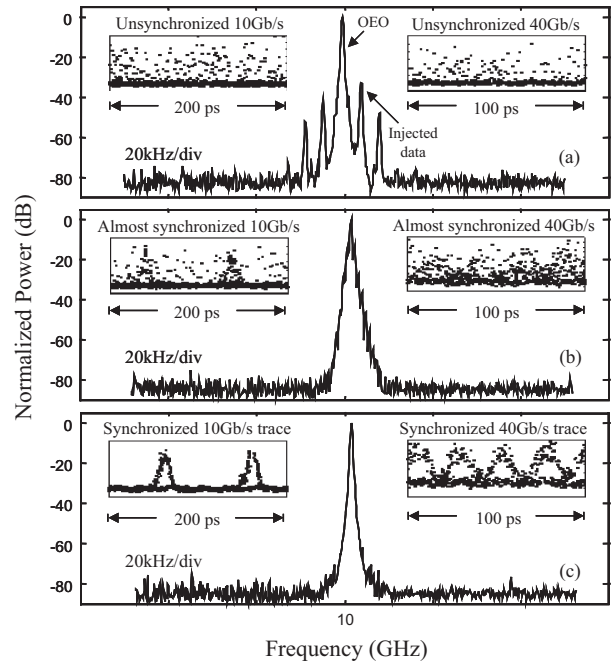 Normalized Power (dB)
0
-20
-40
-60
-80
Unsynchronized 10Gb/s
200 ps
OEO
Injected
data
Unsynchronized 40Gb/s
100 ps
20kHz/div
(a)
0
-20
-40
-60
-80
Almost synchronized 10Gb/s
200 ps
Almost synchronized 40Gb/s
100 ps
20kHz/div
(b)
0
-20
-40
-60
-80
Synchronized 10Gb/s trace
200 ps
Synchronized 40Gb/s trace
100 ps
20kHz/div
(c)
10
Frequency (GHz)